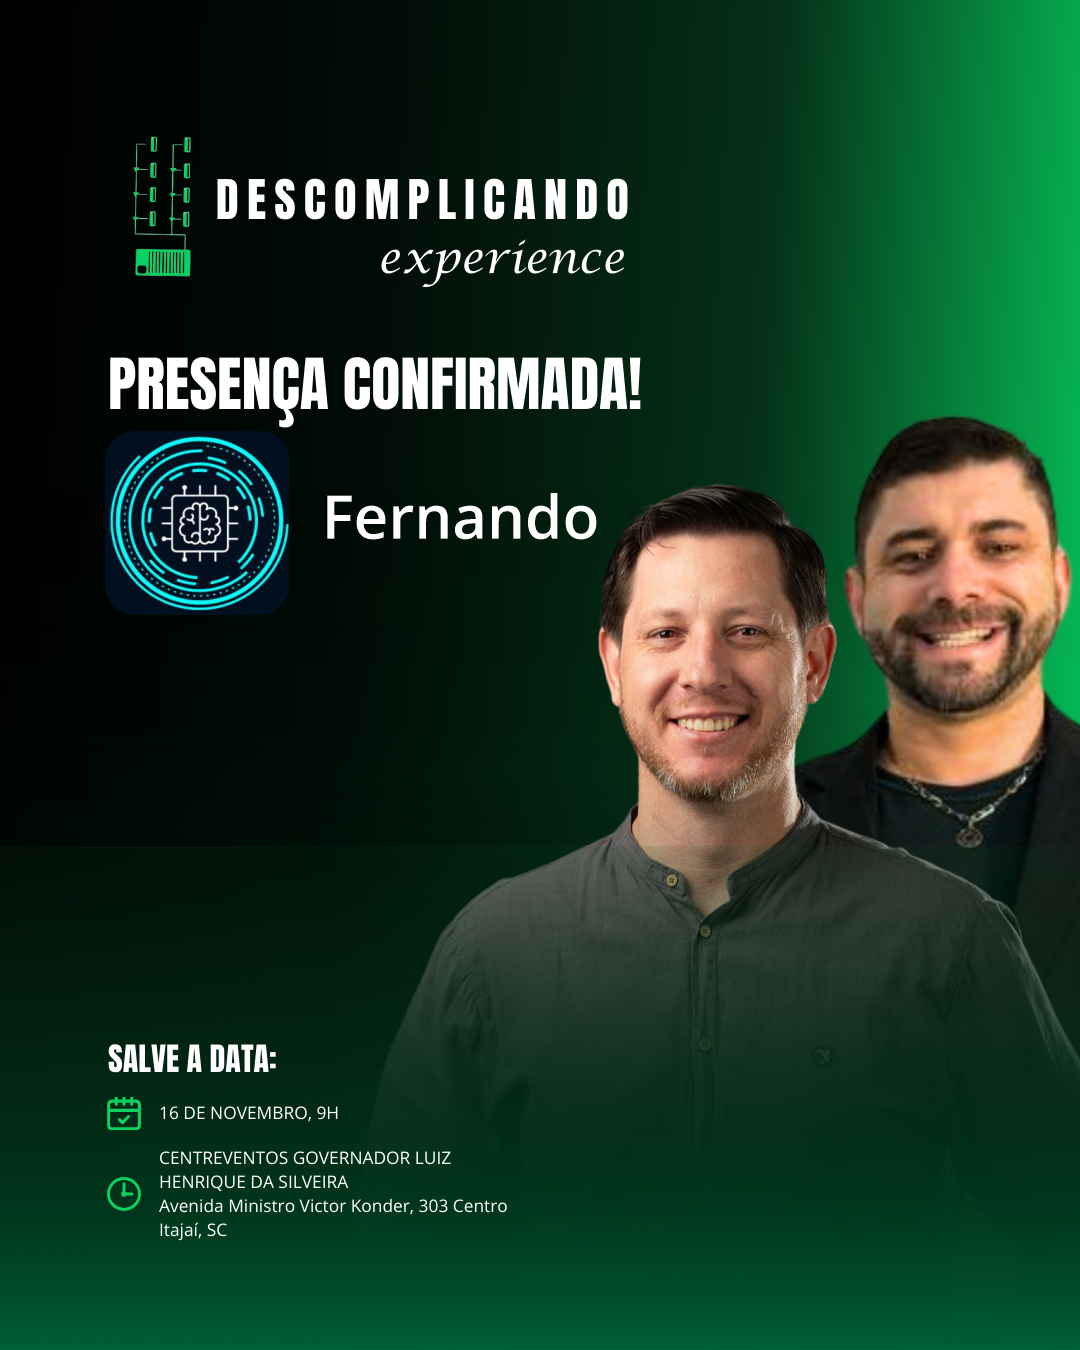 DESCOMPLICANDO
experience
PRESENÇA CONFIRMADA!
Fernando
SALVE A DATA:
16 DE NOVEMBRO, 9H
CENTREVENTOS GOVERNADOR LUIZ
HENRIQUE DA SILVEIRA
Avenida Ministro Victor Konder, 303 Centro
Itajaí, SC